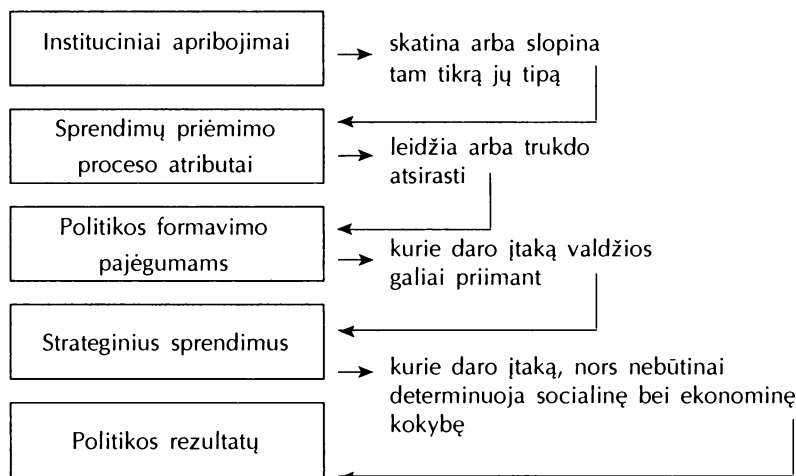 Instituciniai apribojimai
skatina arba slopina
tam tikrą jų tipą
Sprendimų priėmimo
proceso atributai
leidžia arba trukdo
atsirasti
Politikos formavimo
pajėgumams
kurie daro įtaką valdžios
galiai priimant
Strateginius sprendimus
kurie daro įtaką, nors nebūtinai
determinuoja socialinę bei ekonominę
kokybę
Politikos rezultatų